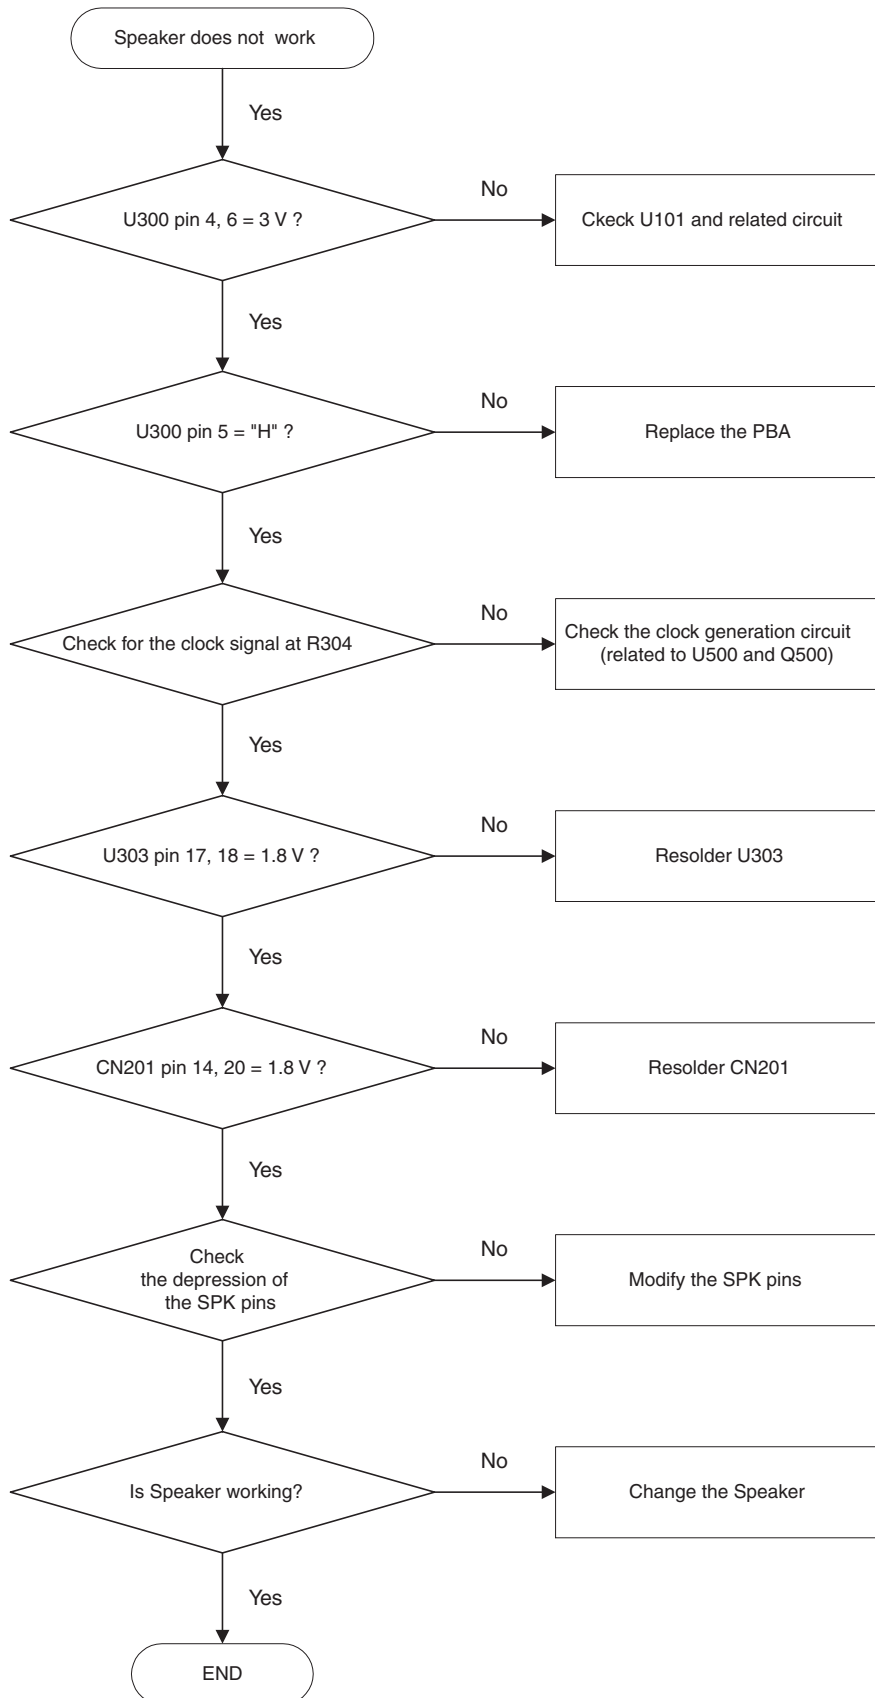 Speaker does not work
Yes
U300 pin 4, 6 = 3 V ?
No
Ckeck U101 and related circuit
Yes
U300 pin 5 = "H" ?
No
Replace the PBA
Yes
Check for the clock signal at R304
No
Check the clock generation circuit
(related to U500 and Q500)
Yes
U303 pin 17, 18 = 1.8 V ?
No
Resolder U303
Yes
CN201 pin 14, 20 = 1.8 V ?
No
Resolder CN201
Yes
Check
the depression of
the SPK pins
No
Modify the SPK pins
Yes
Is Speaker working?
No
Change the Speaker
Yes
END